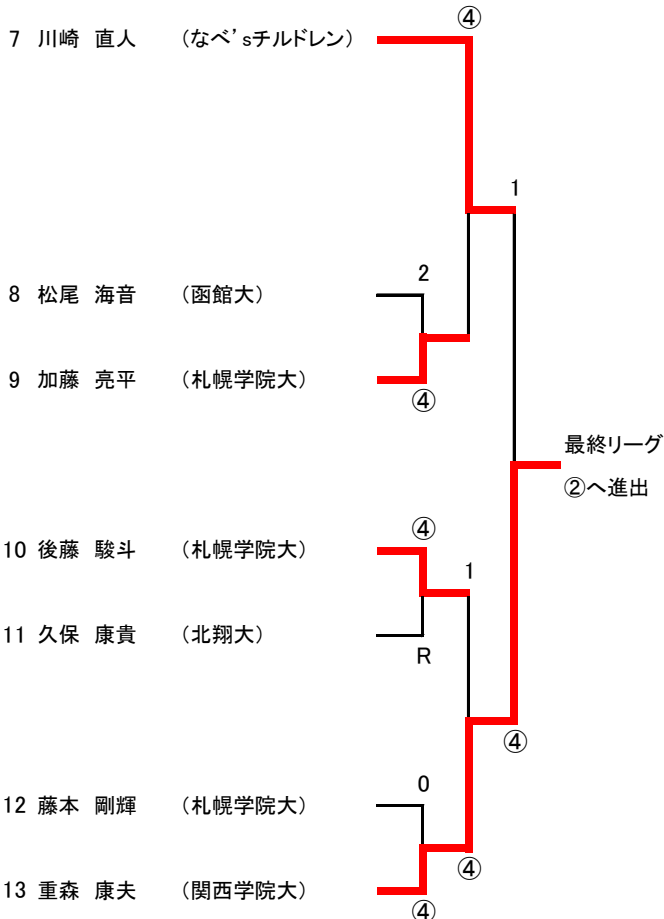 ④
7 川崎 直人 (なべ’sチルドレン)
1
2
8 松尾 海音 (函館大)
9 加藤 亮平 (札幌学院大)
④
最終リーグ
②へ進出
④
10 後藤 駿斗 (札幌学院大)
1
11 久保 康貴 (北翔大)
R
④
0
12 藤本 剛輝 (札幌学院大)
④
13 重森 康夫 (関西学院大)
④